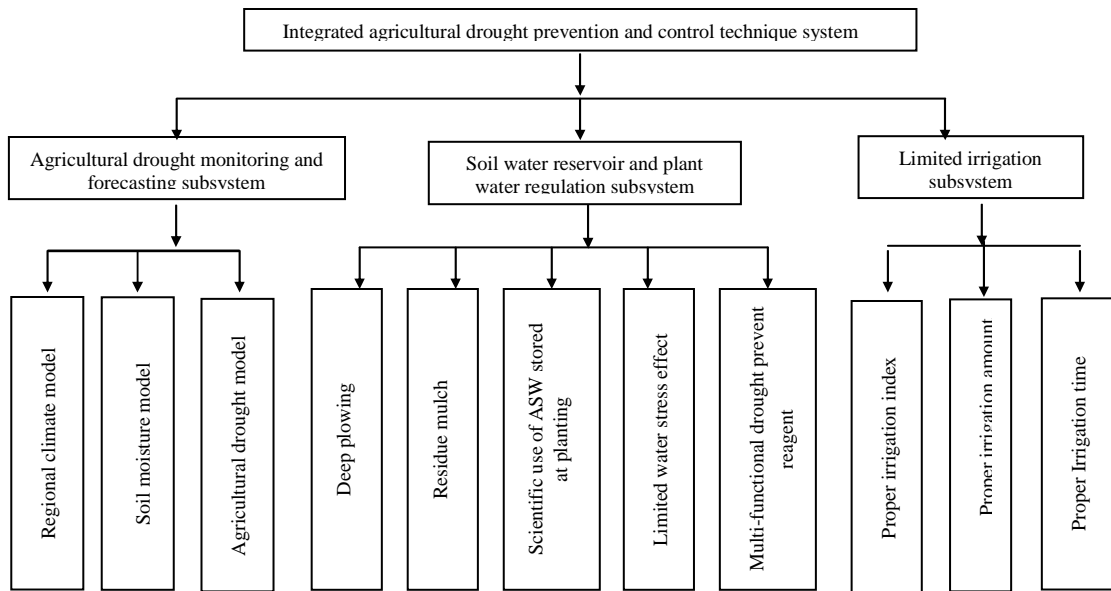 Integrated agricultural drought prevention and control technique system
Agricultural drought monitoring and
forecasting subsystem
Soil water reservoir and plant
water regulation subsystem
Limited irrigation
subsystem
Regional climate model
Soil moisture model
Agricultural drought model
Deep plowing
Residue mulch
Scientific use of ASW stored
at planting
Limited water stress effect
Multi-functional drought prevent
reagent
Proper irrigation index
Proper irrigation amount
Proper Irrigation time